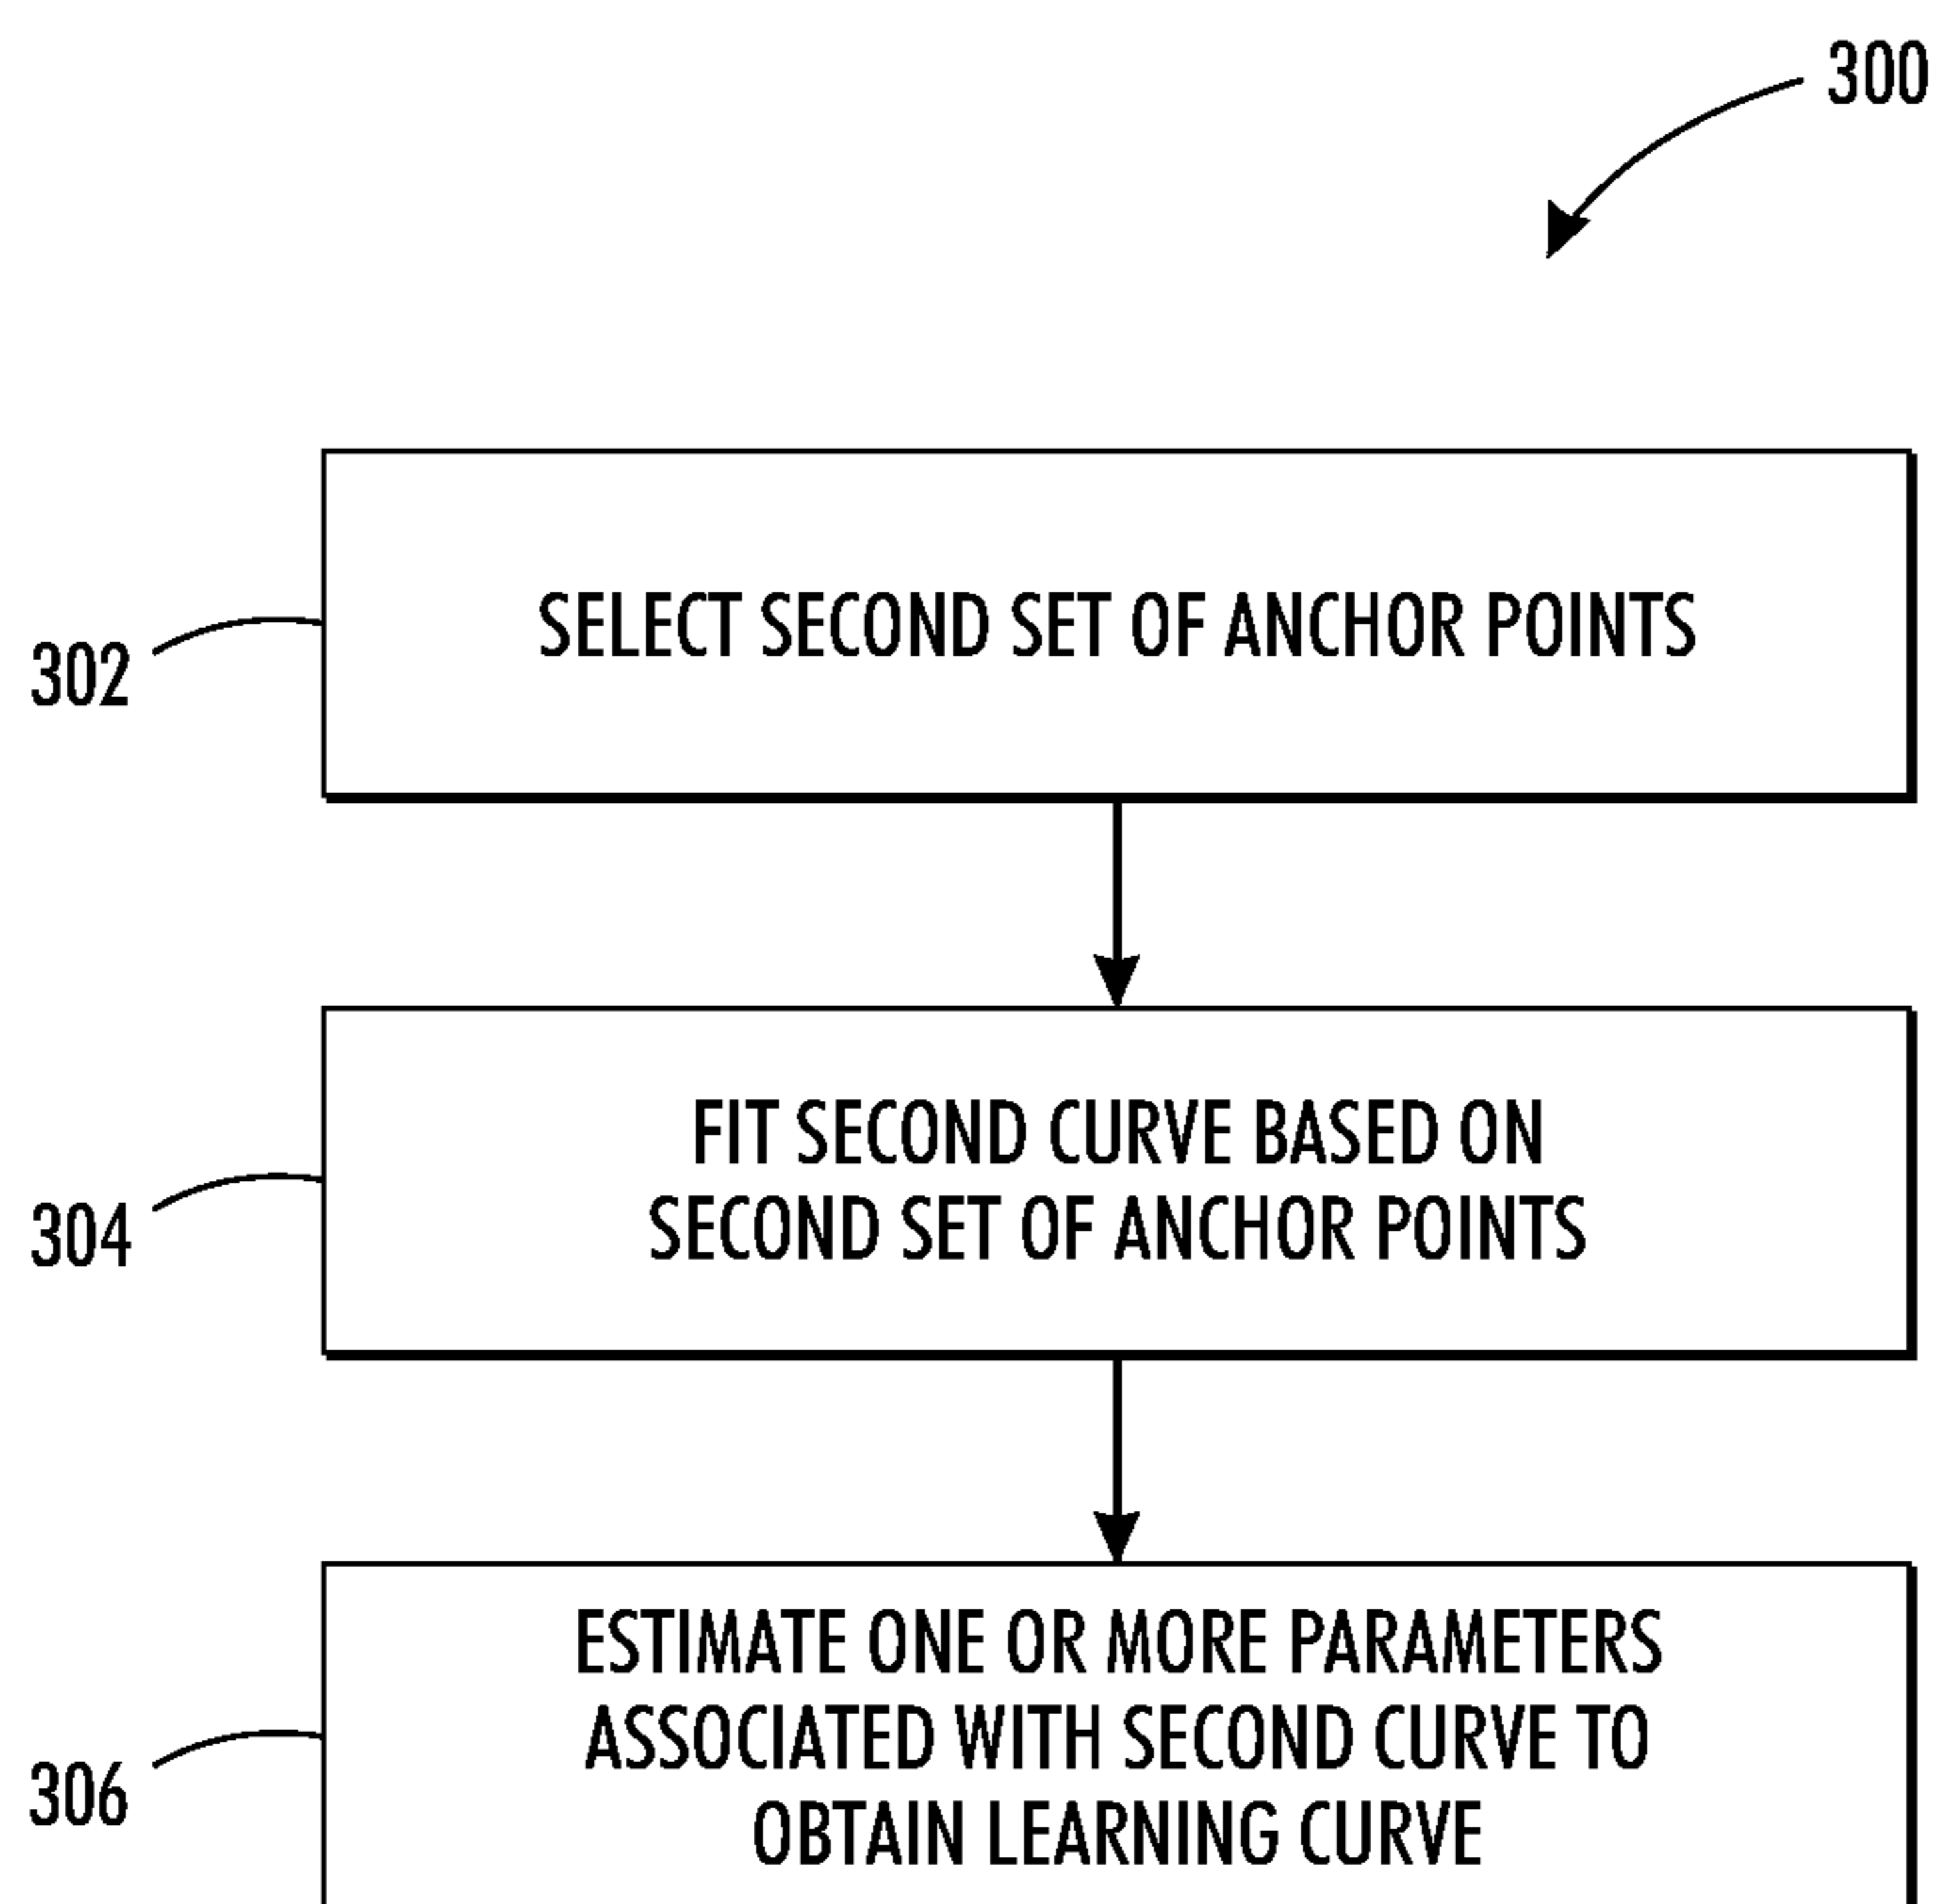 300
SELECT SECOND SET OF ANCHOR POINTS
302
FIT SECOND CURVE BASED ON
SECOND SET OF ANCHOR POINTS
304
ESTIMATE ONE OR MORE PARAMETERS
ASSOCIATED WITH SECOND CURVE TO
OBTAIN LEARNING CURVE
306